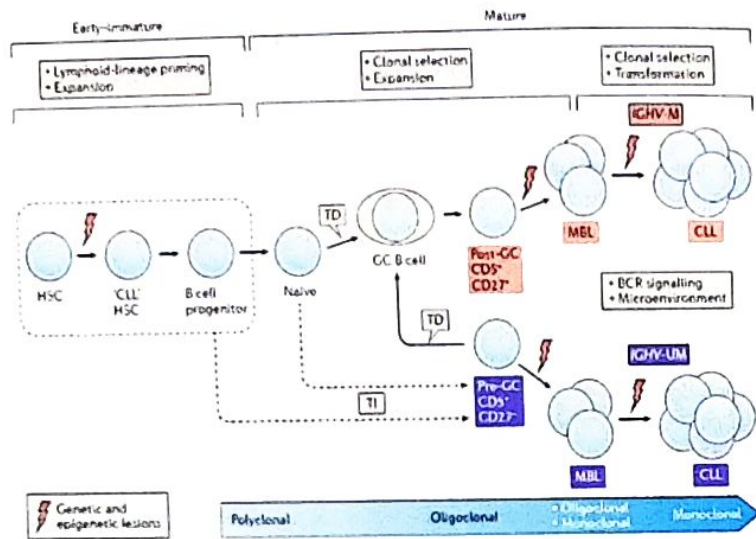 Early-immature
Mature
• Lymphoid-lineage priming
• Expansion
• Clonal selection
• Expansion
• Clonal selection
• Transformation
IGHV-M
TD
HSC
'CLL'
HSC
B cell
progenitor
Naive
GC B cell
Post-GC
CD5⁺
CD27⁺
MBL
CLL
• BCR signalling
• Microenvironment
TD
IGHV-UM
TI
Pre-GC
CD5⁺
CD27⁻
MBL
CLL
Genetic and
epigenetic lesions
Polyclonal
Oligoclonal
• Oligoclonal
• Monoclonal
Monoclonal